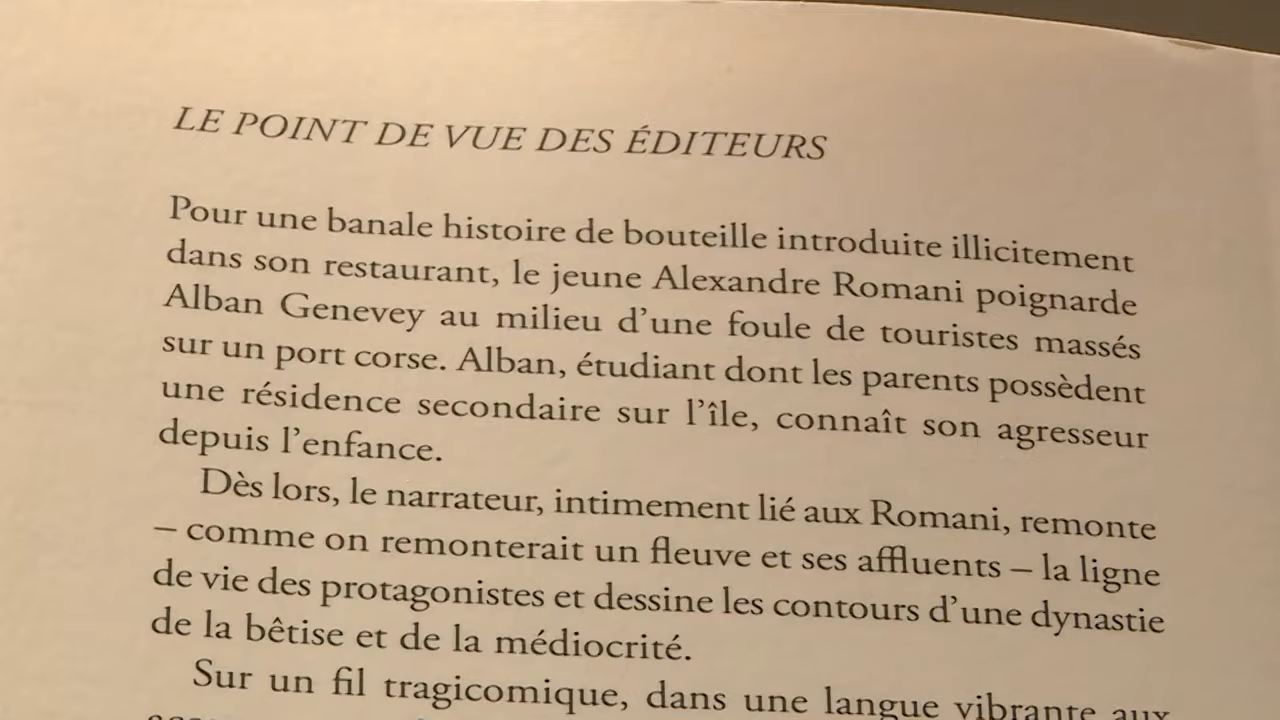 LE POINT DE VUE DES ÉDITEURS
Pour une banale histoire de bouteille introduite illicitement
dans son restaurant, le jeune Alexandre Romani poignarde
Alban Genevey au milieu d’une foule de touristes massés
sur un port corse. Alban, étudiant dont les parents possèdent
une résidence secondaire sur l’île, connaît son agresseur
depuis l’enfance.
Dès lors, le narrateur, intimement lié aux Romani, remonte
– comme on remonterait un fleuve et ses affluents – la ligne
de vie des protagonistes et dessine les contours d’une dynastie
de la bêtise et de la médiocrité.
Sur un fil tragicomique, dans une langue vibrante aux